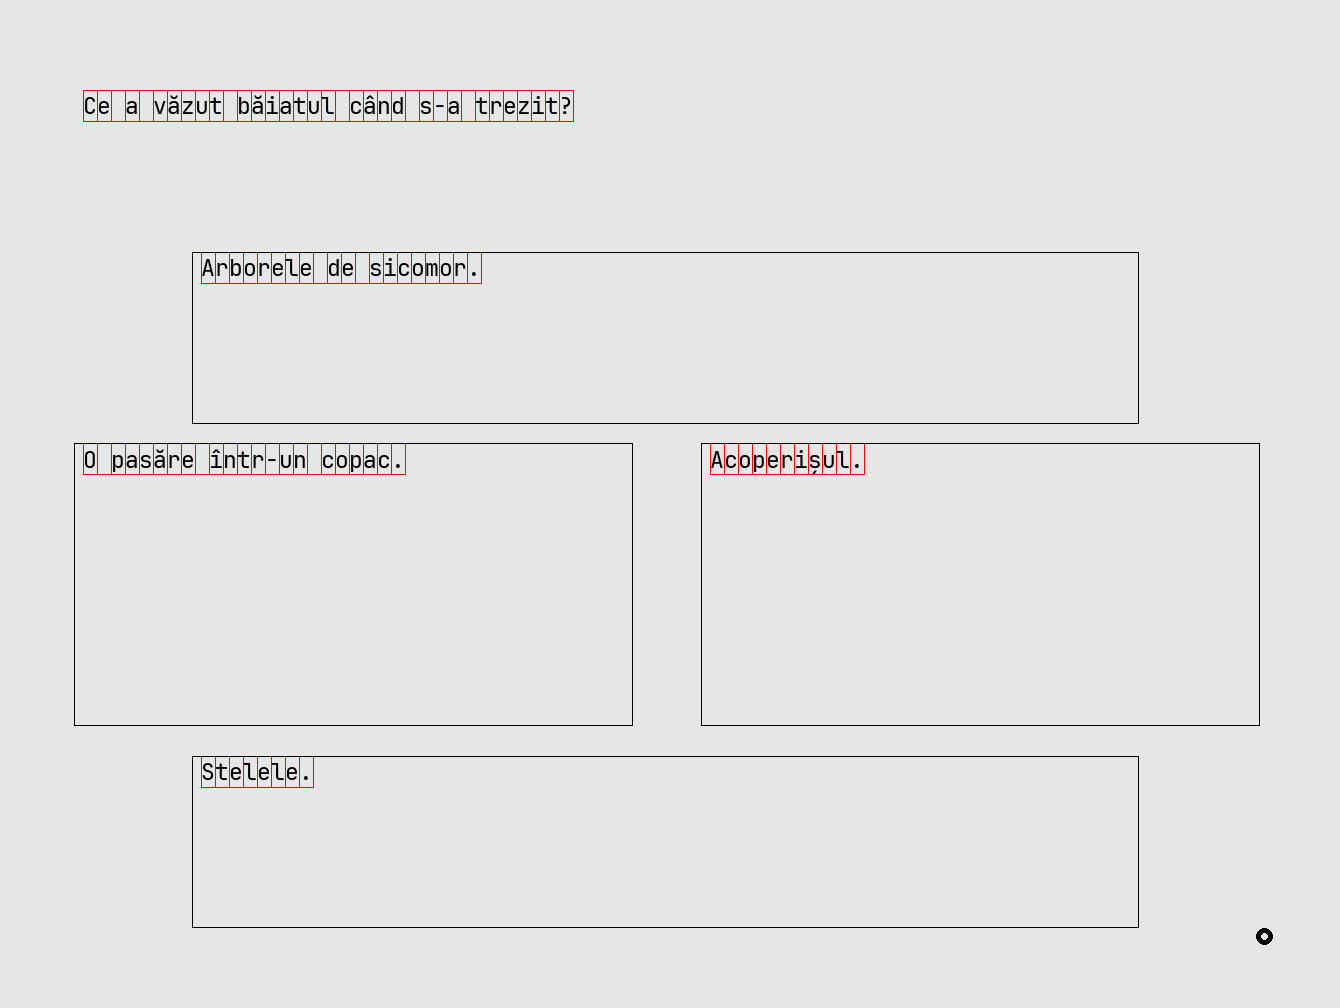 Ce a văzut băiatul când s-a trezit?
Arborele de sicomor.
O pasăre într-un copac.
Acoperișul.
Stelele.